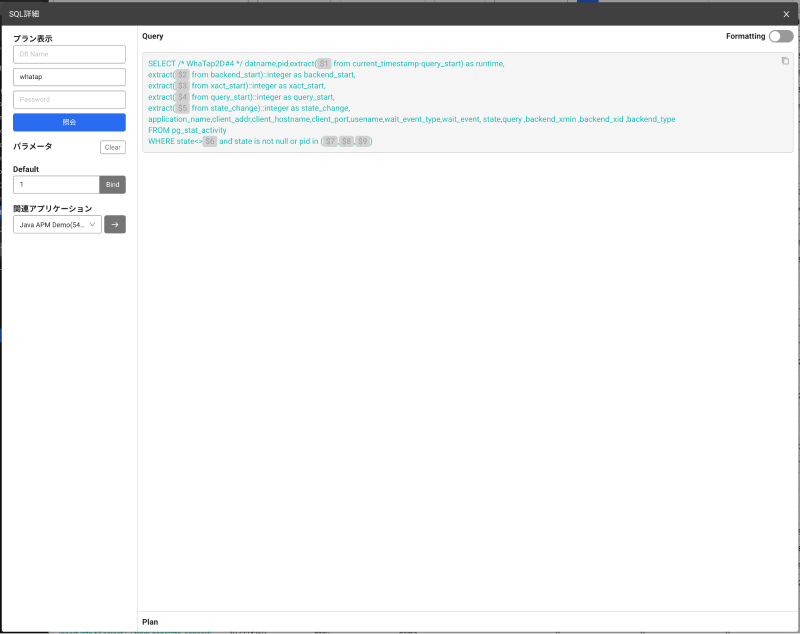 SQL詳細
プラン表示
DB Name
whatap
Password
照会
パラメータ
Clear
Default
1
Bind
関連アプリケーション
Java APM Demo(54...
Query
Formatting
SELECT /* WhaTap2D#4 */ datname,pid,extract( $1 from current_timestamp-query_start) as runtime,
extract( $2 from backend_start)::integer as backend_start,
extract( $3 from xact_start)::integer as xact_start,
extract( $4 from query_start)::integer as query_start,
extract( $5 from state_change)::integer as state_change,
application_name,client_addr,client_hostname,client_port,usename,wait_event_type,wait_event, state,query ,backend_xmin ,backend_xid ,backend_type
FROM pg_stat_activity
WHERE state<> $6 and state is not null or pid in ( $7 , $8 , $9 )
Plan